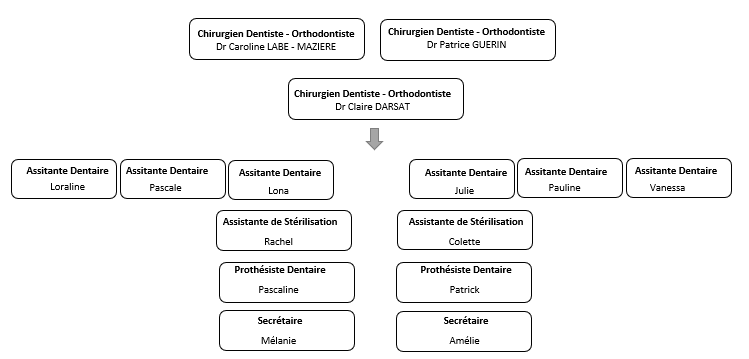 Chirurgien Dentiste - Orthodontiste
Dr Caroline LABE - MAZIERE
Chirurgien Dentiste - Orthodontiste
Dr Patrice GUERIN
Chirurgien Dentiste - Orthodontiste
Dr Claire DARSAT
Assitante Dentaire
Loraline
Assitante Dentaire
Pascale
Assitante Dentaire
Lona
Assitante Dentaire
Julie
Assitante Dentaire
Pauline
Assitante Dentaire
Vanessa
Assistante de Stérilisation
Rachel
Assistante de Stérilisation
Colette
Prothésiste Dentaire
Pascaline
Prothésiste Dentaire
Patrick
Secrétaire
Mélanie
Secrétaire
Amélie